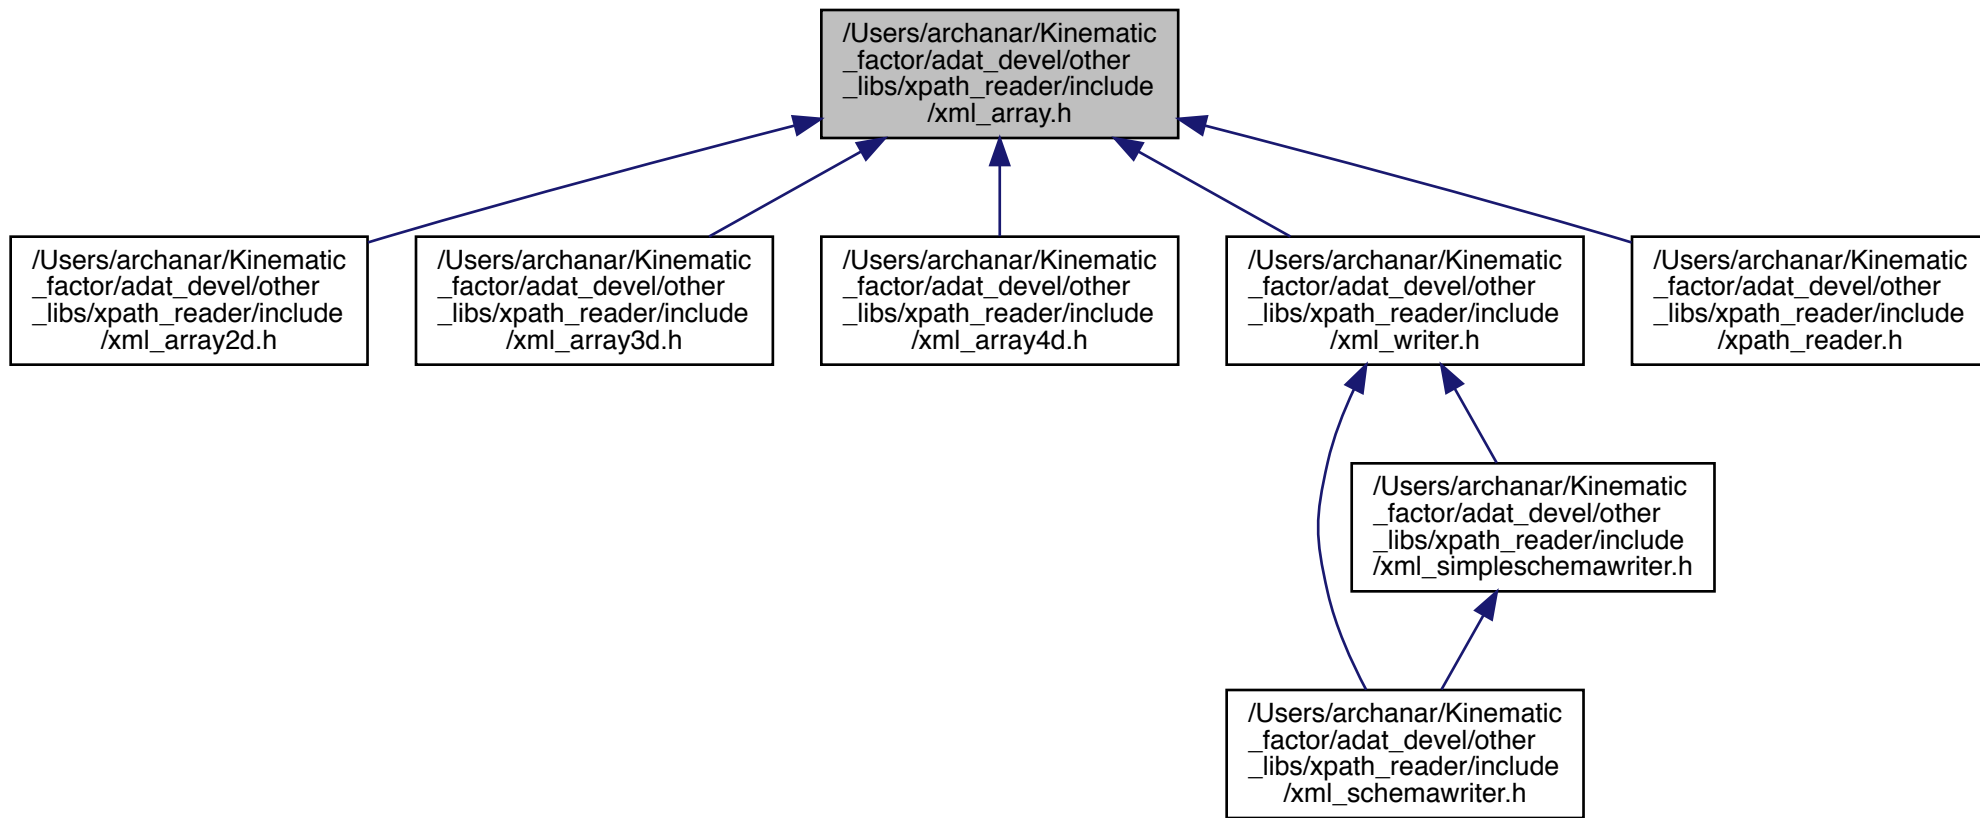 /Users/archanar/Kinematic
_factor/adat_devel/other
_libs/xpath_reader/include
/xml_array.h
/Users/archanar/Kinematic
_factor/adat_devel/other
_libs/xpath_reader/include
/xml_array2d.h
/Users/archanar/Kinematic
_factor/adat_devel/other
_libs/xpath_reader/include
/xml_array3d.h
/Users/archanar/Kinematic
_factor/adat_devel/other
_libs/xpath_reader/include
/xml_array4d.h
/Users/archanar/Kinematic
_factor/adat_devel/other
_libs/xpath_reader/include
/xml_writer.h
/Users/archanar/Kinematic
_factor/adat_devel/other
_libs/xpath_reader/include
/xpath_reader.h
/Users/archanar/Kinematic
_factor/adat_devel/other
_libs/xpath_reader/include
/xml_simpleschemawriter.h
/Users/archanar/Kinematic
_factor/adat_devel/other
_libs/xpath_reader/include
/xml_schemawriter.h